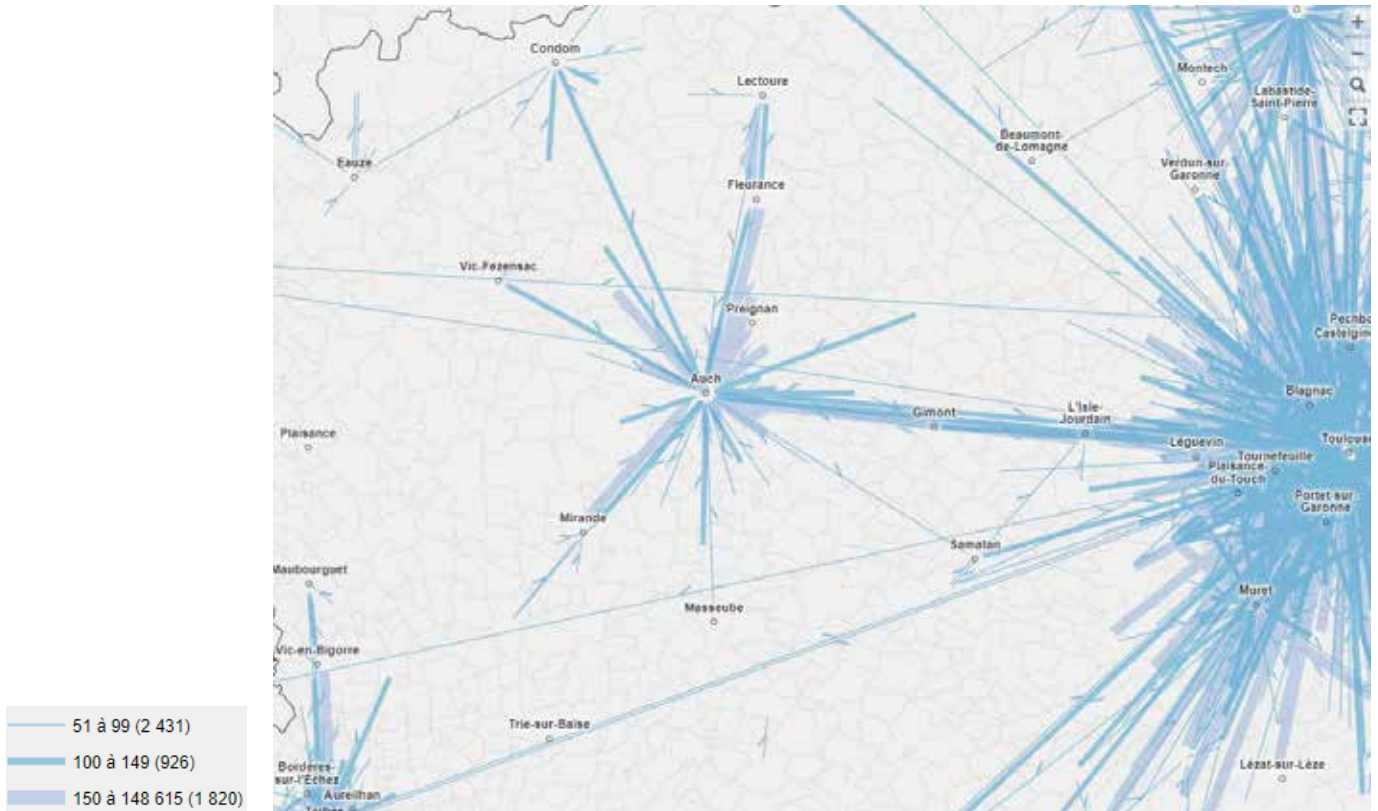 Condom
Lectoure
Montech
Labastide-
Saint-Pierre
Beaumont-
de-Lomagne
Eauze
Verdun-sur-
Garonne
Fleurance
Vic-Fezensac
Preignan
Auch
Blagnac
Gimont
L'Isle-
Jourdain
Plaisance
Léguevin
Tournefeuille
Plaisance-
du-Touch
Portet-sur-
Garonne
Mirande
Samatan
Maubourguet
Masseube
Muret
Vic-en-Bigorre
Trie-sur-Baïse
Lézat-sur-Lèze
Bordères-
sur-l'Échez
Aureilhan
51 à 99 (2 431)
100 à 149 (926)
150 à 148 615 (1 820)